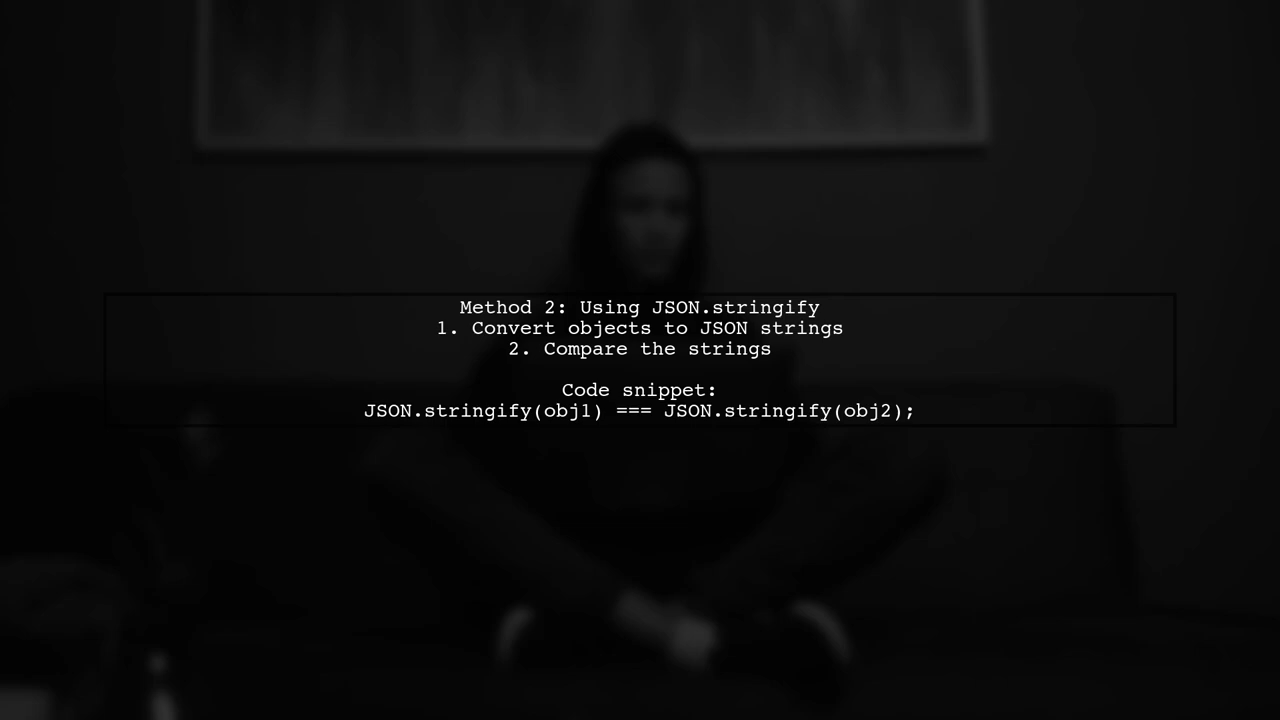 Method 2: Using JSON.stringify
1. Convert objects to JSON strings
2. Compare the strings
Code snippet:
JSON.stringify(obj1) === JSON.stringify(obj2);